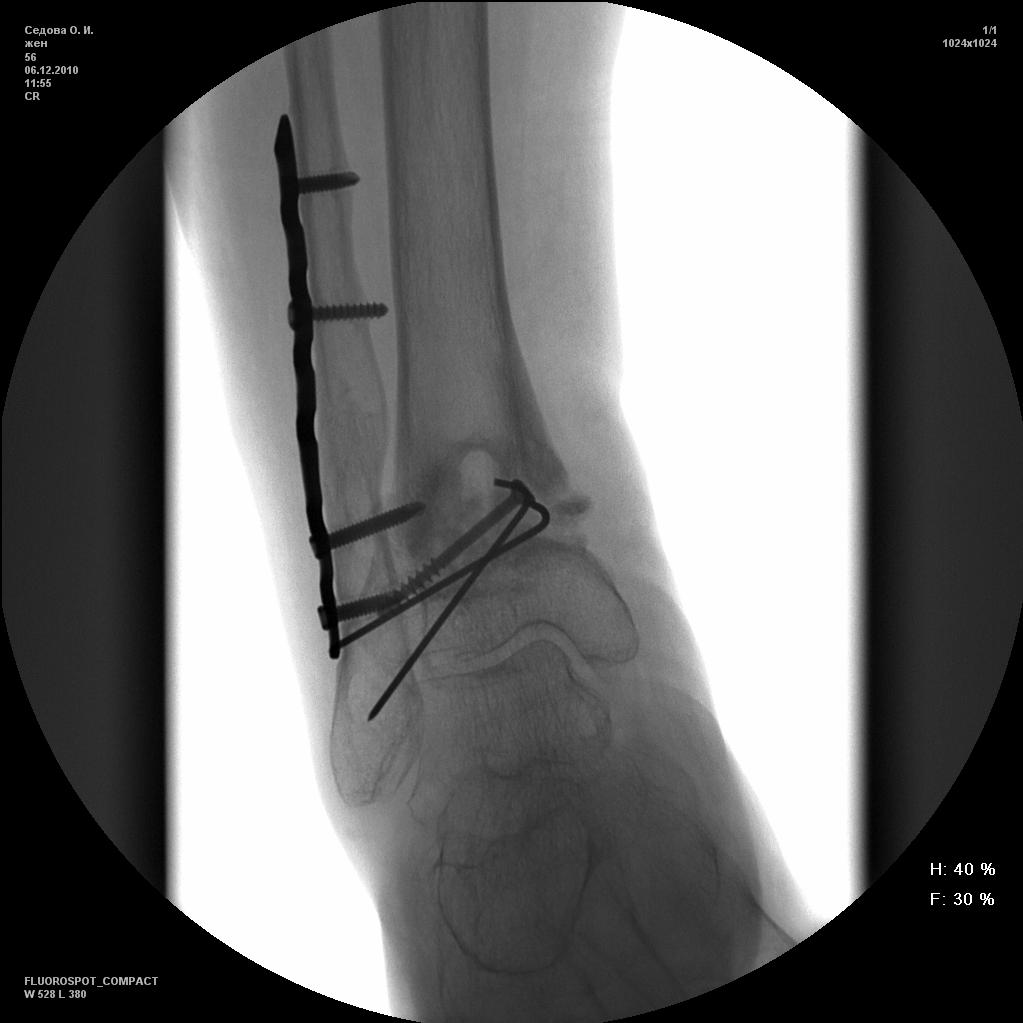 Седова О. И.
жен
56
06.12.2010
11:55
CR
1/1
1024x1024
H: 40 %
F: 30 %
FLUOROSPOT_COMPACT
W 528 L 380